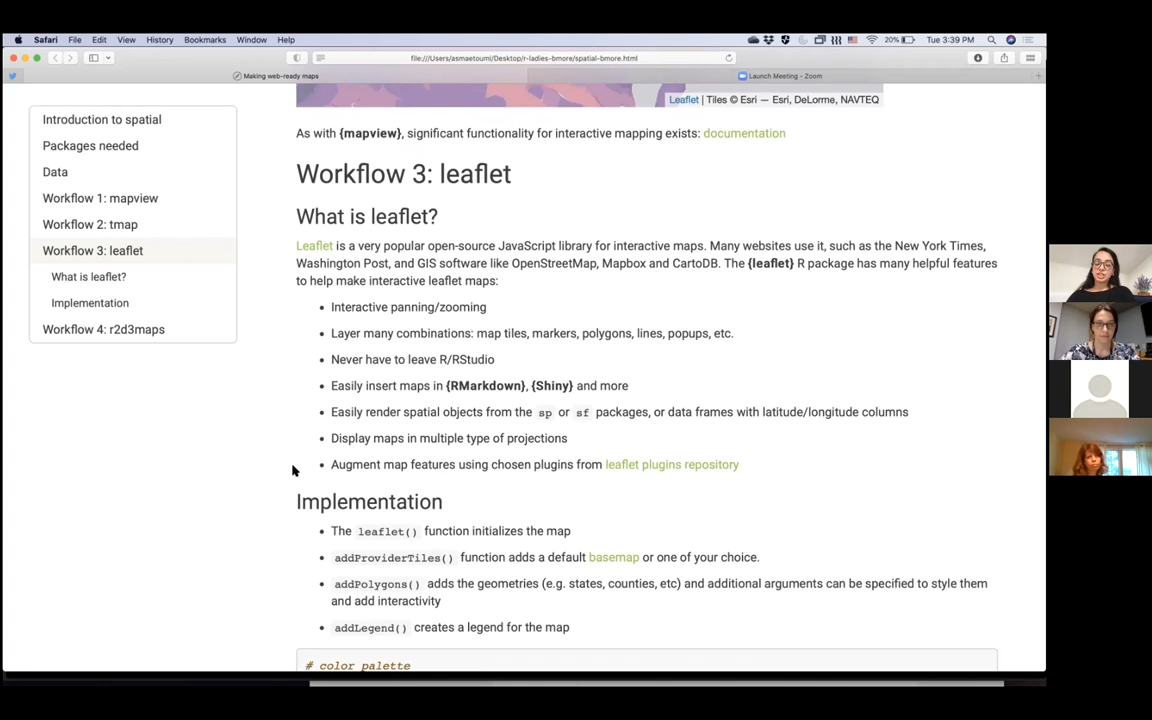 Safari File Edit View History Bookmarks Window Help 20% Tue 3:39 PM
file:///Users/asmaetoumi/Desktop/r-ladies-bmore/spatial-bmore.html
Making web-ready maps
Launch Meeting - Zoom
Introduction to spatial
Packages needed
Data
Workflow 1: mapview
Workflow 2: tmap
Workflow 3: leaflet
What is leaflet?
Implementation
Workflow 4: r2d3maps
Leaflet | Tiles © Esri — Esri, DeLorme, NAVTEQ
As with {mapview}, significant functionality for interactive mapping exists: documentation
Workflow 3: leaflet
What is leaflet?
Leaflet is a very popular open-source JavaScript library for interactive maps. Many websites use it, such as the New York Times,
Washington Post, and GIS software like OpenStreetMap, Mapbox and CartoDB. The {leaflet} R package has many helpful features
to help make interactive leaflet maps:
• Interactive panning/zooming
• Layer many combinations: map tiles, markers, polygons, lines, popups, etc.
• Never have to leave R/RStudio
• Easily insert maps in {RMarkdown}, {Shiny} and more
• Easily render spatial objects from the sp or sf packages, or data frames with latitude/longitude columns
• Display maps in multiple type of projections
• Augment map features using chosen plugins from leaflet plugins repository
Implementation
• The leaflet() function initializes the map
• addProviderTiles() function adds a default basemap or one of your choice.
• addPolygons() adds the geometries (e.g. states, counties, etc) and additional arguments can be specified to style them
and add interactivity
• addLegend() creates a legend for the map
# color palette